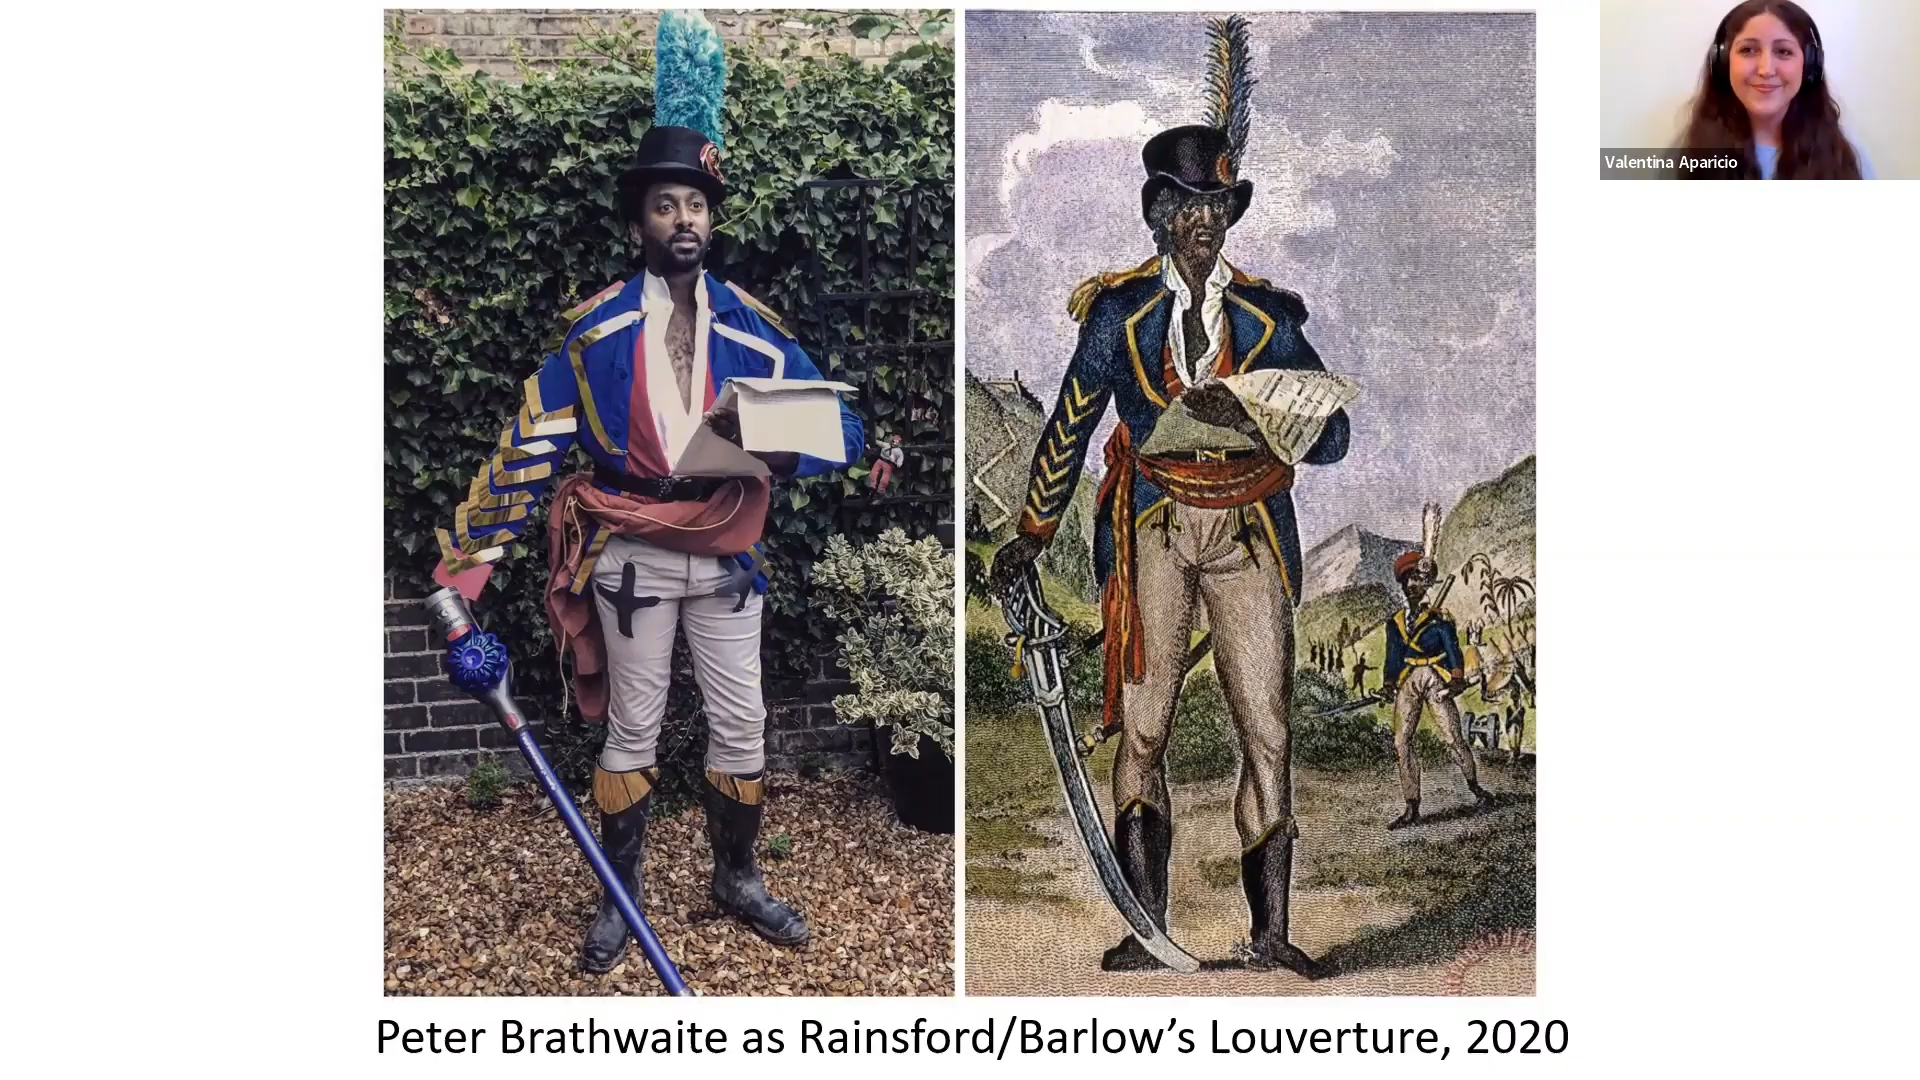 Valentina Aparicio
Peter Brathwaite as Rainsford/Barlow’s Louverture, 2020